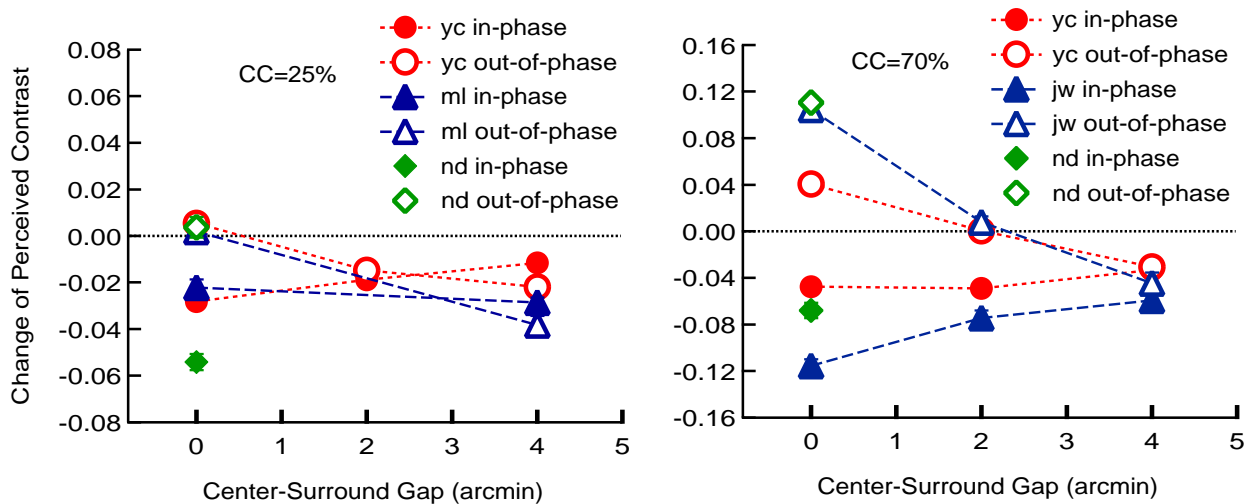 Change of Perceived Contrast
0.08
0.06
0.04
0.02
0.00
-0.02
-0.04
-0.06
-0.08
CC=25%
yc in-phase
yc out-of-phase
ml in-phase
ml out-of-phase
nd in-phase
nd out-of-phase
0 1 2 3 4 5
Center-Surround Gap (arcmin)
0.16
0.12
0.08
0.04
0.00
-0.04
-0.08
-0.12
-0.16
CC=70%
yc in-phase
yc out-of-phase
jw in-phase
jw out-of-phase
nd in-phase
nd out-of-phase
0 1 2 3 4 5
Center-Surround Gap (arcmin)